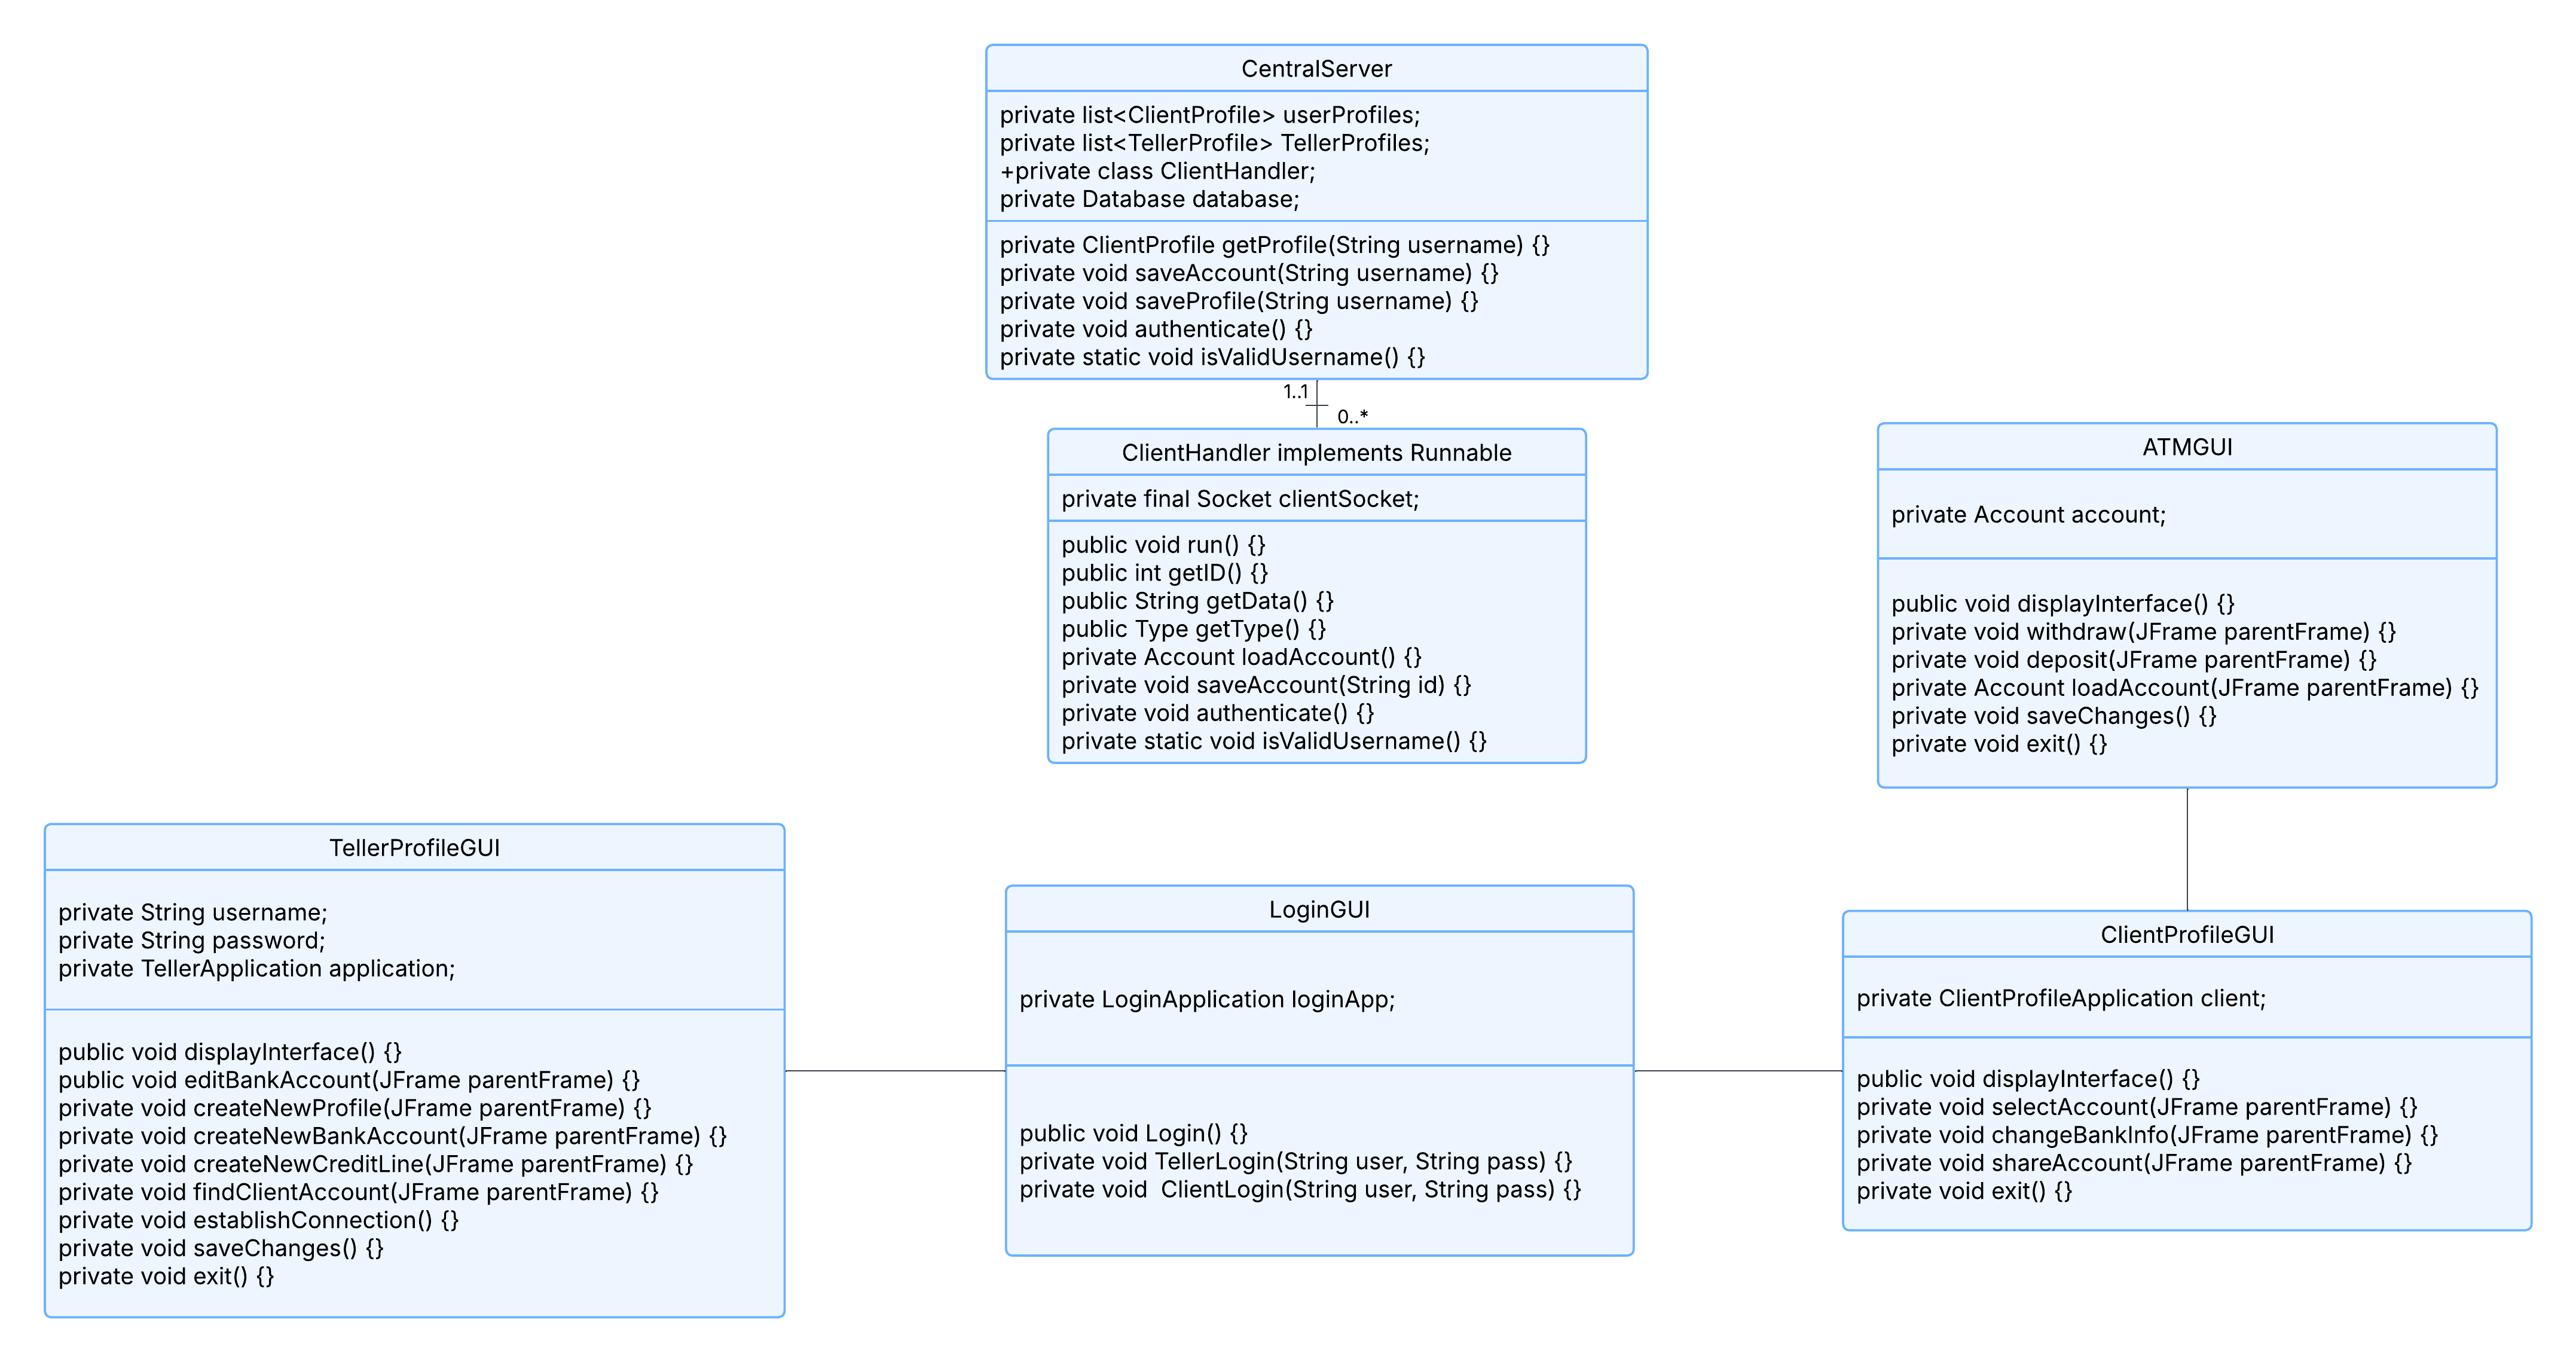 CentralServer
private list<ClientProfile> userProfiles;
private list<TellerProfile> TellerProfiles;
+private class ClientHandler;
private Database database;
private ClientProfile getProfile(String username) {}
private void saveAccount(String username) {}
private void saveProfile(String username) {}
private void authenticate() {}
private static void isValidUsername() {}
1..1
0..*
ClientHandler implements Runnable
private final Socket clientSocket;
public void run() {}
public int getID() {}
public String getData() {}
public Type getType() {}
private Account loadAccount() {}
private void saveAccount(String id) {}
private void authenticate() {}
private static void isValidUsername() {}
ATMGUI
private Account account;
public void displayInterface() {}
private void withdraw(JFrame parentFrame) {}
private void deposit(JFrame parentFrame) {}
private Account loadAccount(JFrame parentFrame) {}
private void saveChanges() {}
private void exit() {}
TellerProfileGUI
private String username;
private String password;
private TellerApplication application;
public void displayInterface() {}
public void editBankAccount(JFrame parentFrame) {}
private void createNewProfile(JFrame parentFrame) {}
private void createNewBankAccount(JFrame parentFrame) {}
private void createNewCreditLine(JFrame parentFrame) {}
private void findClientAccount(JFrame parentFrame) {}
private void establishConnection() {}
private void saveChanges() {}
private void exit() {}
LoginGUI
private LoginApplication loginApp;
public void Login() {}
private void TellerLogin(String user, String pass) {}
private void  ClientLogin(String user, String pass) {}
ClientProfileGUI
private ClientProfileApplication client;
public void displayInterface() {}
private void selectAccount(JFrame parentFrame) {}
private void changeBankInfo(JFrame parentFrame) {}
private void shareAccount(JFrame parentFrame) {}
private void exit() {}